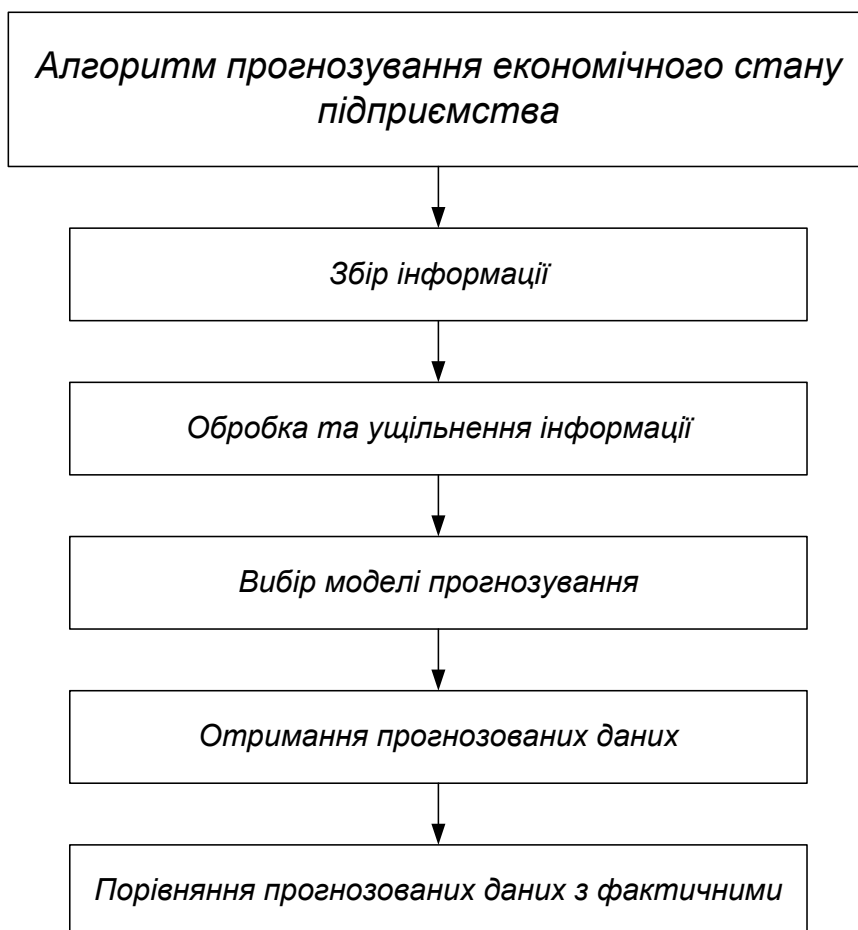 Алгоритм прогнозування економічного стану
підприємства
Збір інформації
Обробка та ущільнення інформації
Вибір моделі прогнозування
Отримання прогнозованих даних
Порівняння прогнозованих даних з фактичними